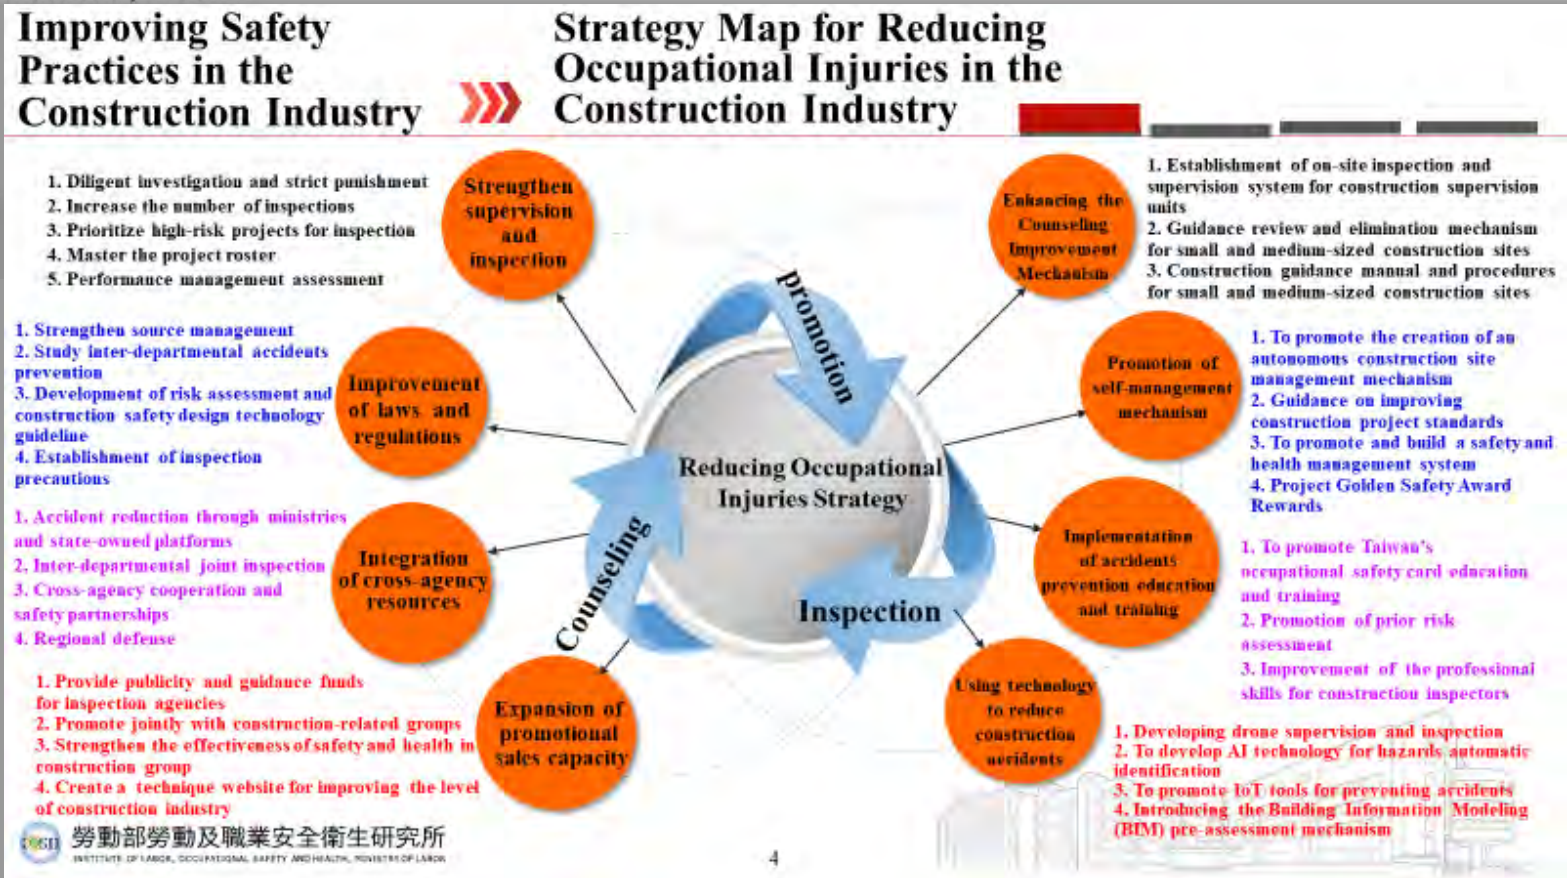 Improving Safety
Practices in the
Construction Industry
Strategy Map for Reducing
Occupational Injuries in the
Construction Industry
1. Diligent investigation and strict punishment
2. Increase the number of inspections
3. Prioritize high-risk projects for inspection
4. Master the project roster
5. Performance management assessment
Strengthen
supervision
and
inspection
1. Strengthen source management
2. Study inter-departmental accidents
prevention
3. Development of risk assessment and
construction safety design technology
guideline
4. Establishment of inspection
precautions
Improvement
of laws and
regulations
1. Accident reduction through ministries
and state-owned platforms
2. Inter-departmental joint inspection
3. Cross-agency cooperation and
safety partnerships
4. Regional defense
Integration
of cross-agency
resources
1. Provide publicity and guidance funds
for inspection agencies
2. Promote jointly with construction-related groups
3. Strengthen the effectiveness of safety and health in
construction group
4. Create a technique website for improving the level
of construction industry
Expansion of
promotional
sales capacity
promotion
Reducing Occupational
Injuries Strategy
Counseling
Inspection
Enhancing the
Counseling
Improvement
Mechanism
1. Establishment of on-site inspection and
supervision system for construction supervision
units
2. Guidance review and elimination mechanism
for small and medium-sized construction sites
3. Construction guidance manual and procedures
for small and medium-sized construction sites
Promotion of
self-management
mechanism
1. To promote the creation of an
autonomous construction site
management mechanism
2. Guidance on improving
construction project standards
3. To promote and build a safety and
health management system
4. Project Golden Safety Award
Rewards
Implementation
of accidents
prevention education
and training
1. To promote Taiwan's
occupational safety card education
and training
2. Promotion of prior risk
assessment
3. Improvement of the professional
skills for construction inspectors
Using technology
to reduce
construction
accidents
1. Developing drone supervision and inspection
2. To develop AI technology for hazards automatic
identification
3. To promote IoT tools for preventing accidents
4. Introducing the Building Information Modeling
(BIM) pre-assessment mechanism
勞動部勞動及職業安全衛生研究所
INSTITUTE OF LABOR, OCCUPATIONAL SAFETY AND HEALTH, MINISTRY OF LABOR
4